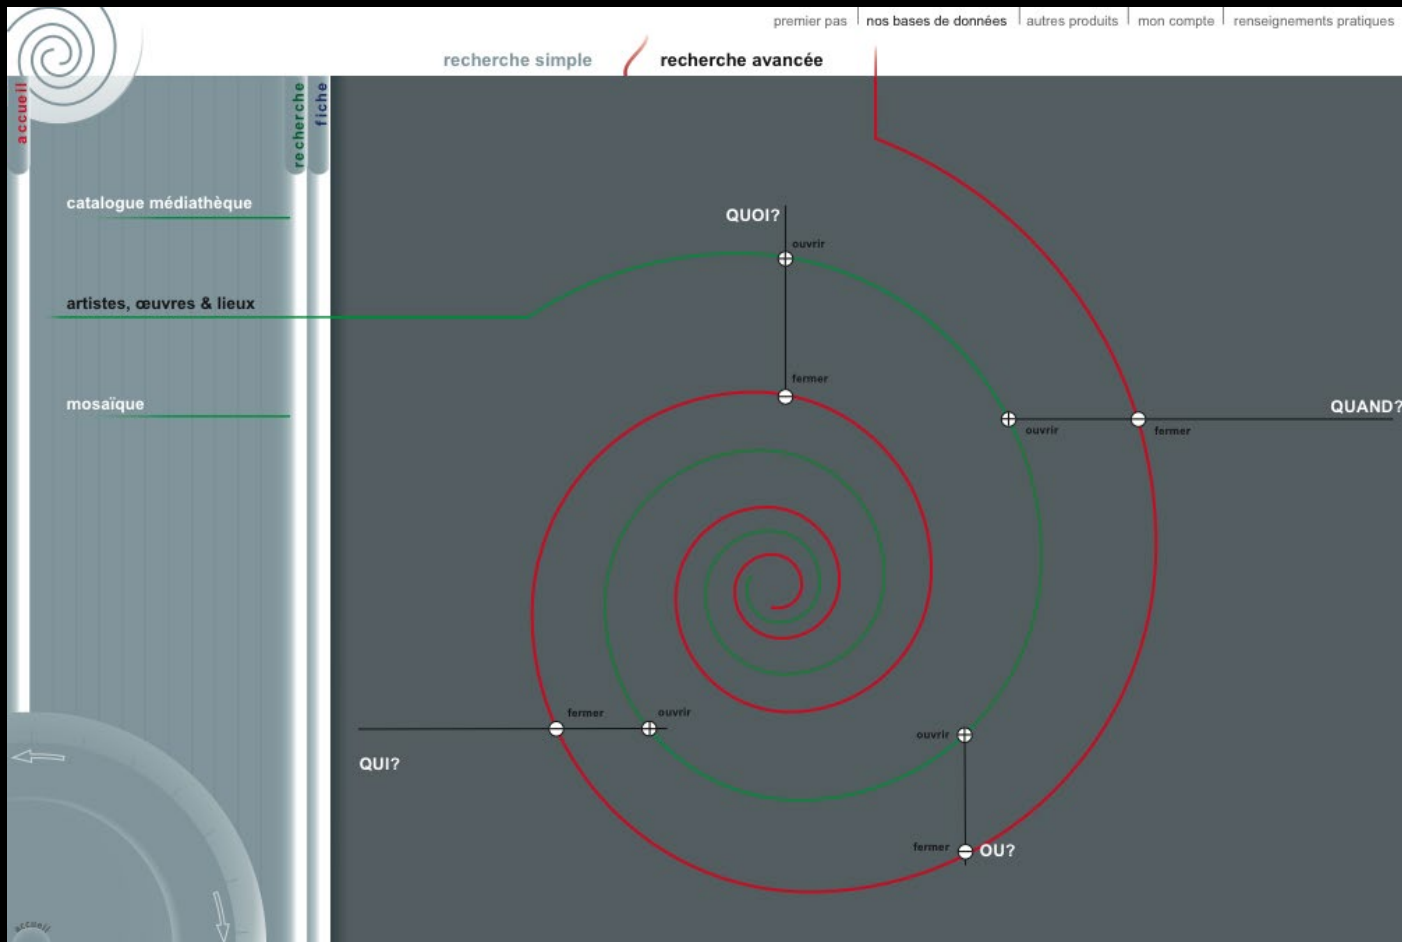 premier pas
nos bases de données
autres produits
mon compte
renseignements pratiques
recherche simple
recherche avancée
accueil
recherche
fiche
catalogue médiathèque
artistes, œuvres & lieux
mosaïque
QUOI?
ouvrir
fermer
QUAND?
ouvrir
fermer
fermer
ouvrir
QUI?
ouvrir
fermer
OU?
accueil